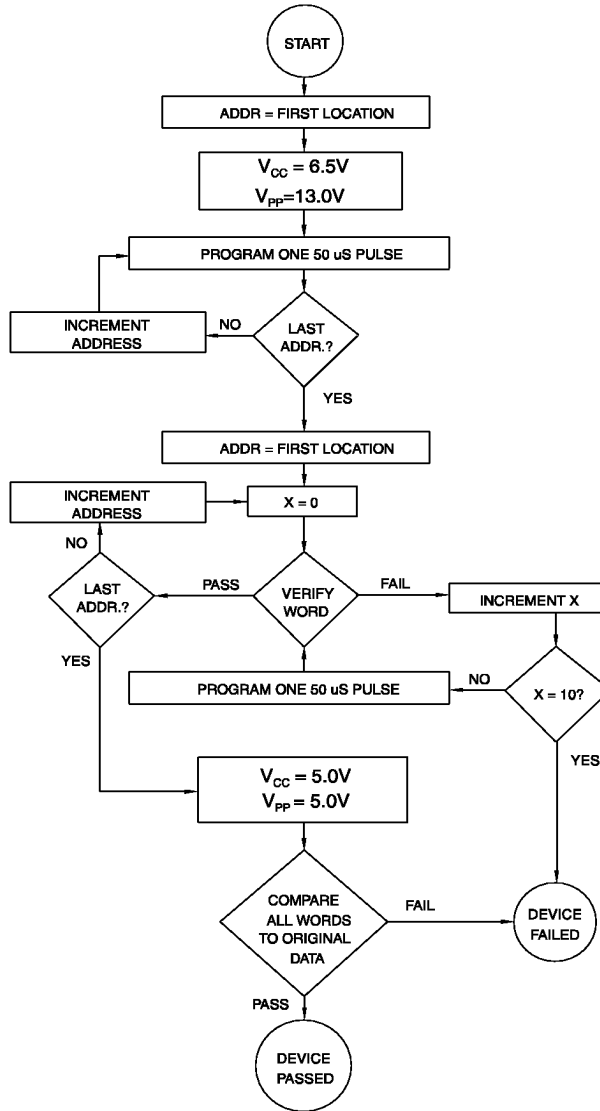 START
ADDR = FIRST LOCATION
VCC = 6.5V
VPP=13.0V
PROGRAM ONE 50 uS PULSE
INCREMENT
ADDRESS
NO
LAST
ADDR.?
YES
ADDR = FIRST LOCATION
INCREMENT
ADDRESS
X = 0
NO
LAST
ADDR.?
PASS
VERIFY
WORD
FAIL
INCREMENT X
YES
PROGRAM ONE 50 uS PULSE
NO
X = 10?
YES
VCC = 5.0V
VPP = 5.0V
COMPARE
ALL WORDS
TO ORIGINAL
DATA
FAIL
DEVICE
FAILED
PASS
DEVICE
PASSED